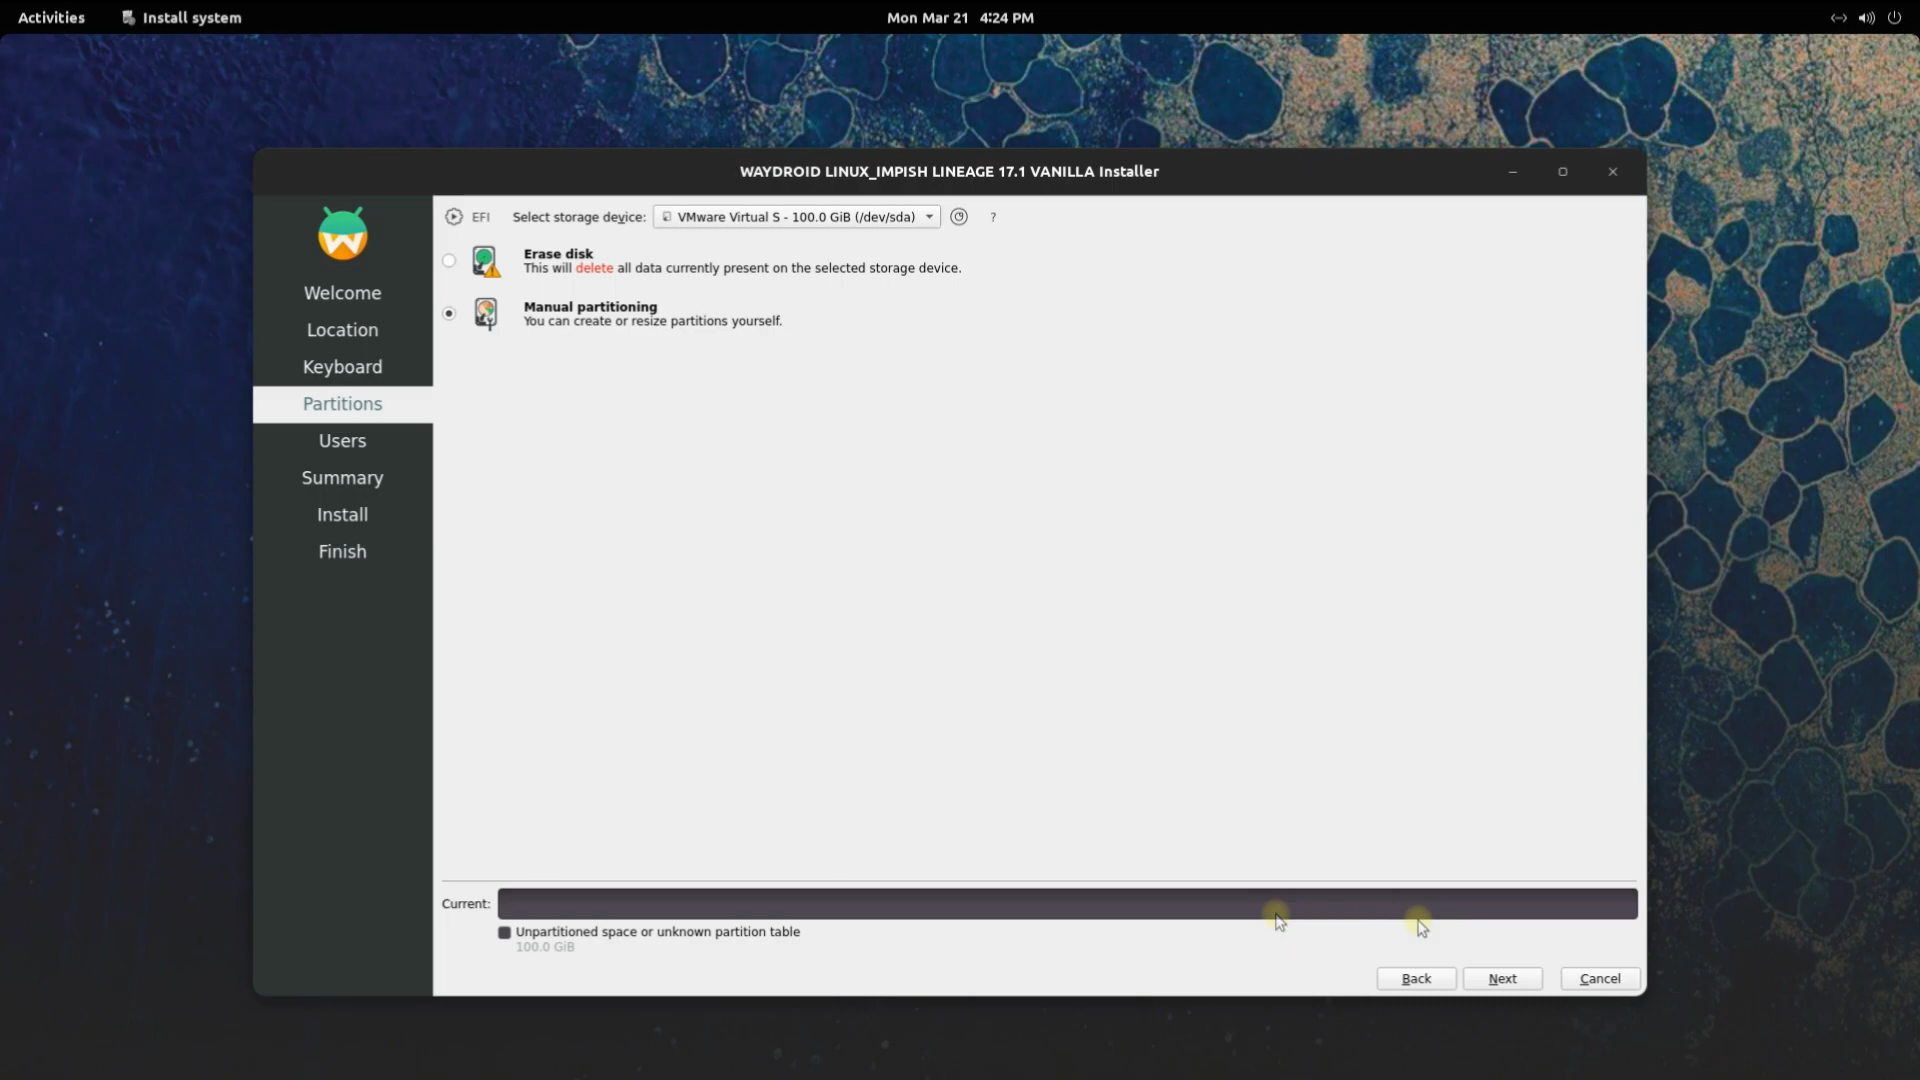 Activities
Install system
Mon Mar 21 4:24 PM
WAYDROID LINUX_IMPISH LINEAGE 17.1 VANILLA Installer
Welcome
Location
Keyboard
Partitions
Users
Summary
Install
Finish
EFI
Select storage device:
VMware Virtual S - 100.0 GiB (/dev/sda)
?
Erase disk
This will delete all data currently present on the selected storage device.
Manual partitioning
You can create or resize partitions yourself.
Current:
Unpartitioned space or unknown partition table
100.0 GiB
Back
Next
Cancel